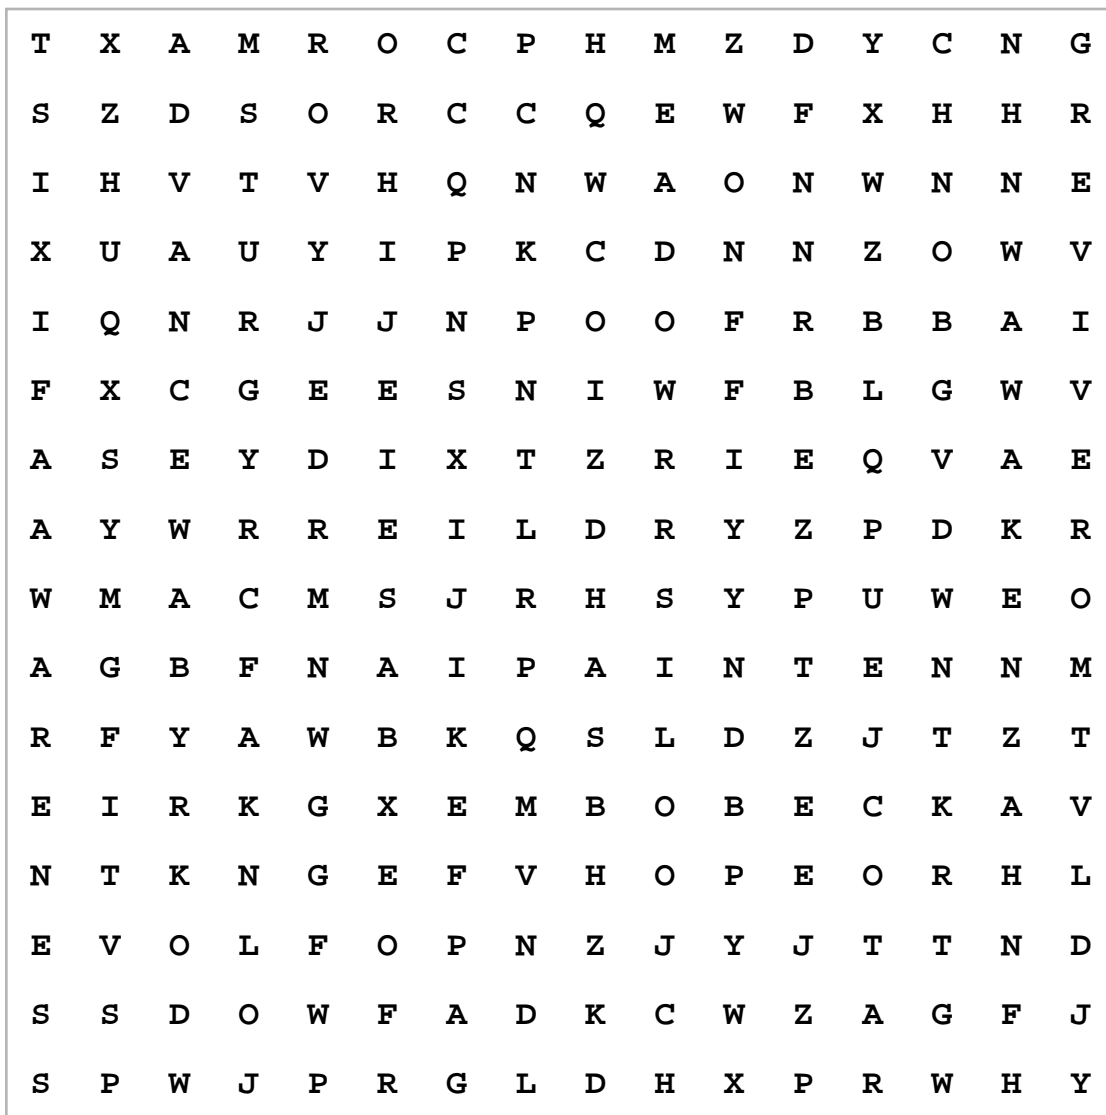 T X A M R O C P H M Z D Y C N G
S Z D S O R C C Q E W F X H H R
I H V T V H Q N W A O N W N N E
X U A U Y I P K C D N N Z O W V
I Q N R J J N P O O F R B B A I
F X C G E E S N I W F B L G W V
A S E Y D I X T Z R I E Q V A E
A Y W R R E I L D R Y Z P D K R
W M A C M S J R H S Y P U W E O
A G B F N A I P A I N T E N N M
R F Y A W B K Q S L D Z J T Z T
E I R K G X E M B O B E C K A V
N T K N G E F V H O P E O R H L
E V O L F O P N Z J Y J T T N D
S S D O W F A D K C W Z A G F J
S P W J P R G L D H X P R W H Y